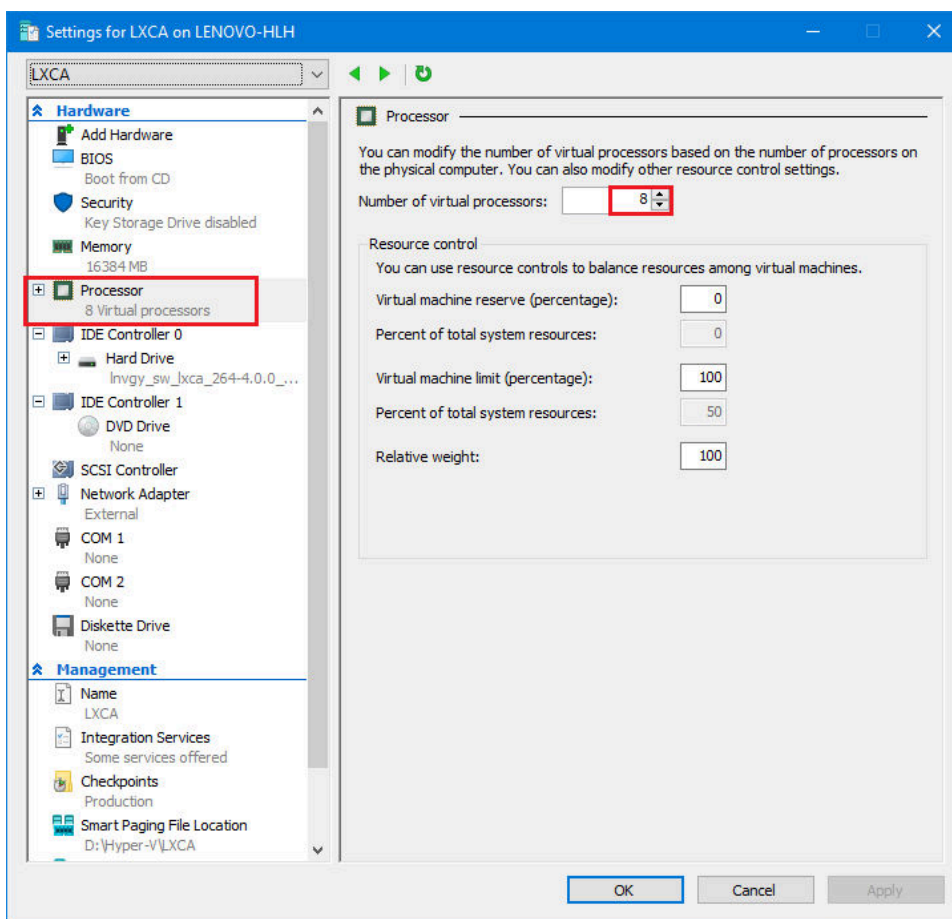 Settings for LXCA on LENOVO-HLH
LXCA
Hardware
Add Hardware
BIOS
Boot from CD
Security
Key Storage Drive disabled
Memory
16384 MB
Processor
8 Virtual processors
IDE Controller 0
Hard Drive
lnvgy_sw_lxca_264-4.0.0_...
IDE Controller 1
DVD Drive
None
SCSI Controller
Network Adapter
External
COM 1
None
COM 2
None
Diskette Drive
None
Management
Name
LXCA
Integration Services
Some services offered
Checkpoints
Production
Smart Paging File Location
D:\Hyper-V\LXCA
Processor
You can modify the number of virtual processors based on the number of processors on
the physical computer. You can also modify other resource control settings.
Number of virtual processors: 8
Resource control
You can use resource controls to balance resources among virtual machines.
Virtual machine reserve (percentage): 0
Percent of total system resources: 0
Virtual machine limit (percentage): 100
Percent of total system resources: 50
Relative weight: 100
OK Cancel Apply